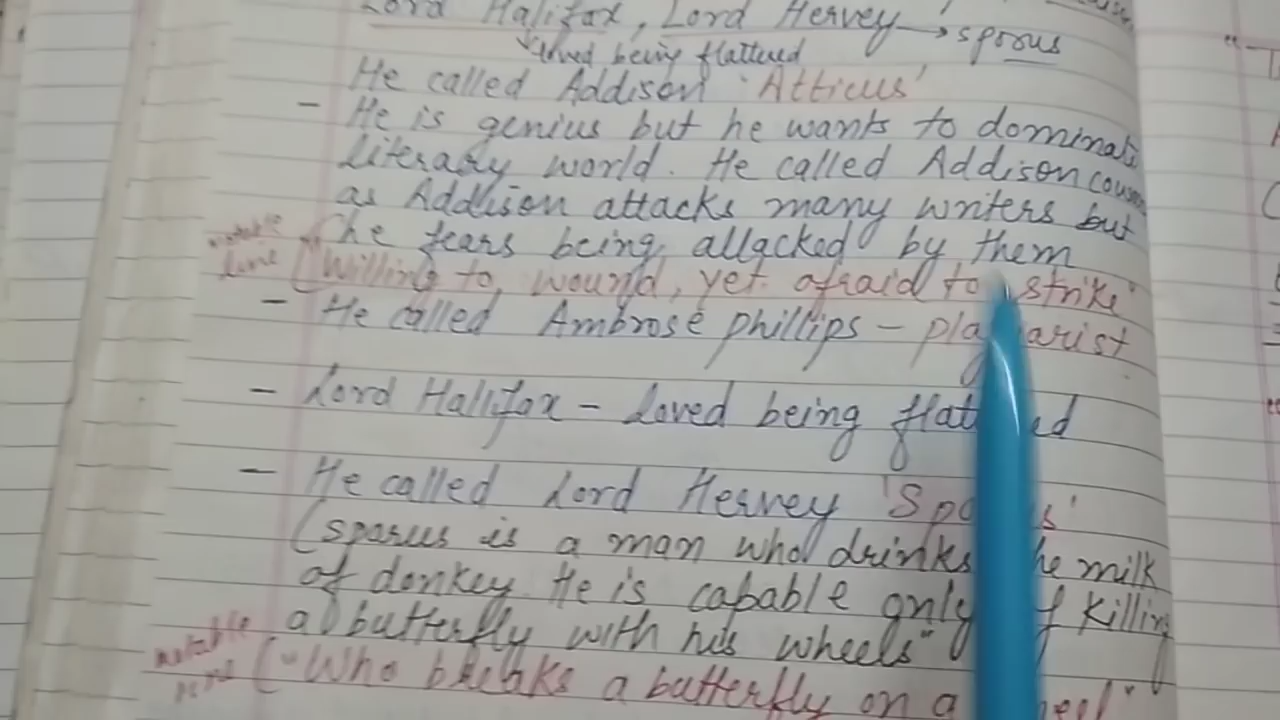 Lord Halifax, Lord Hervey → sporus
Loved being flattered
He called Addison 'Atticus'
- He is genius but he wants to dominate
literary world. He called Addison
as Addison attacks many writers but
he fears being attacked by them
notable line ("Willing to wound, yet afraid to strike"
- He called Ambrose phillips - plagiarist
- Lord Halifax - Loved being flattered
- He called Lord Hervey 'Sporus'
(sporus is a man who drinks the milk
of donkey. He is capable only of killing
a butterfly with his wheels"
notable line ("Who breaks a butterfly on a wheel"